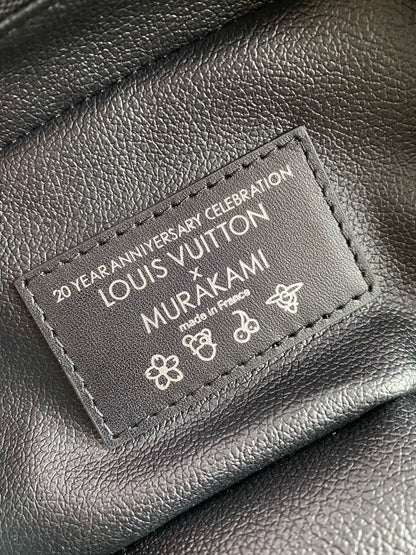 20 YEAR ANNIVERSARY CELEBRATION
LOUIS VUITTON
×
MURAKAMI
made in France